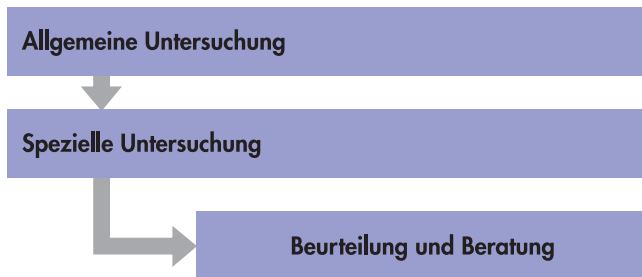 Allgemeine Untersuchung
Spezielle Untersuchung
Beurteilung und Beratung